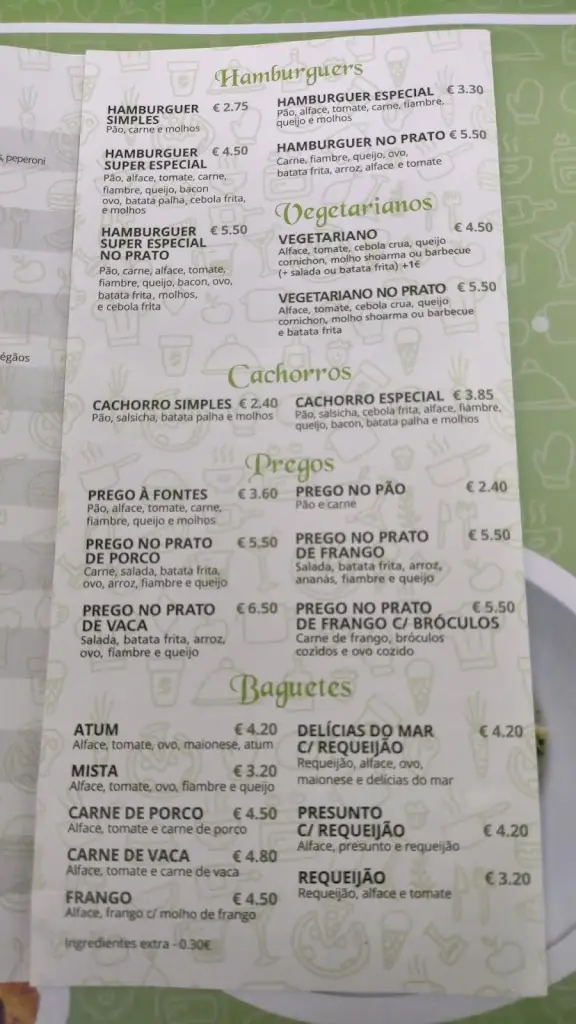 s, peperoni
égãos
Hamburguers
HAMBURGUER € 2.75
SIMPLES
Pão, carne e molhos
HAMBURGUER € 4.50
SUPER ESPECIAL
Pão, alface, tomate, carne,
fiambre, queijo, bacon
ovo, batata palha, cebola frita,
e molhos
HAMBURGUER € 5.50
SUPER ESPECIAL
NO PRATO
Pão, carne, alface, tomate,
fiambre, queijo, bacon, ovo,
batata frita, molhos,
e cebola frita
HAMBURGUER ESPECIAL € 3.30
Pão, alface, tomate, carne, fiambre,
queijo e molhos
HAMBURGUER NO PRATO € 5.50
Carne, fiambre, queijo, ovo,
batata frita, arroz, alface e tomate
Vegetarianos
VEGETARIANO € 4.50
Alface, tomate, cebola crua, queijo
cornichon, molho shoarma ou barbecue
(+ salada ou batata frita) +1€
VEGETARIANO NO PRATO € 5.50
Alface, tomate, cebola crua, queijo
cornichon, molho shoarma ou barbecue
e batata frita
Cachorros
CACHORRO SIMPLES € 2.40
Pão, salsicha, batata palha e molhos
CACHORRO ESPECIAL € 3.85
Pão, salsicha, cebola frita, alface, fiambre,
queijo, bacon, batata palha e molhos
Pregos
PREGO À FONTES € 3.60
Pão, alface, tomate, carne,
fiambre, queijo e molhos
PREGO NO PRATO € 5.50
DE PORCO
Carne, salada, batata frita,
ovo, arroz, fiambre e queijo
PREGO NO PRATO € 6.50
DE VACA
Salada, batata frita, arroz,
ovo, fiambre e queijo
PREGO NO PÃO € 2.40
Pão e carne
PREGO NO PRATO € 5.50
DE FRANGO
Salada, batata frita, arroz,
ananás, fiambre e queijo
PREGO NO PRATO € 5.50
DE FRANGO C/ BRÓCULOS
Carne de frango, bróculos
cozidos e ovo cozido
Baguetes
ATUM € 4.20
Alface, tomate, ovo, maionese, atum
MISTA € 3.20
Alface, tomate, ovo, fiambre e queijo
CARNE DE PORCO € 4.50
Alface, tomate e carne de porco
CARNE DE VACA € 4.80
Alface, tomate e carne de vaca
FRANGO € 4.50
Alface, frango c/ molho de frango
Ingredientes extra - 0.30€
DELÍCIAS DO MAR € 4.20
C/ REQUEIJÃO
Requeijão, alface, ovo,
maionese e delícias do mar
PRESUNTO
C/ REQUEIJÃO € 4.20
Alface, presunto e requeijão
REQUEIJÃO € 3.20
Requeijão, alface e tomate